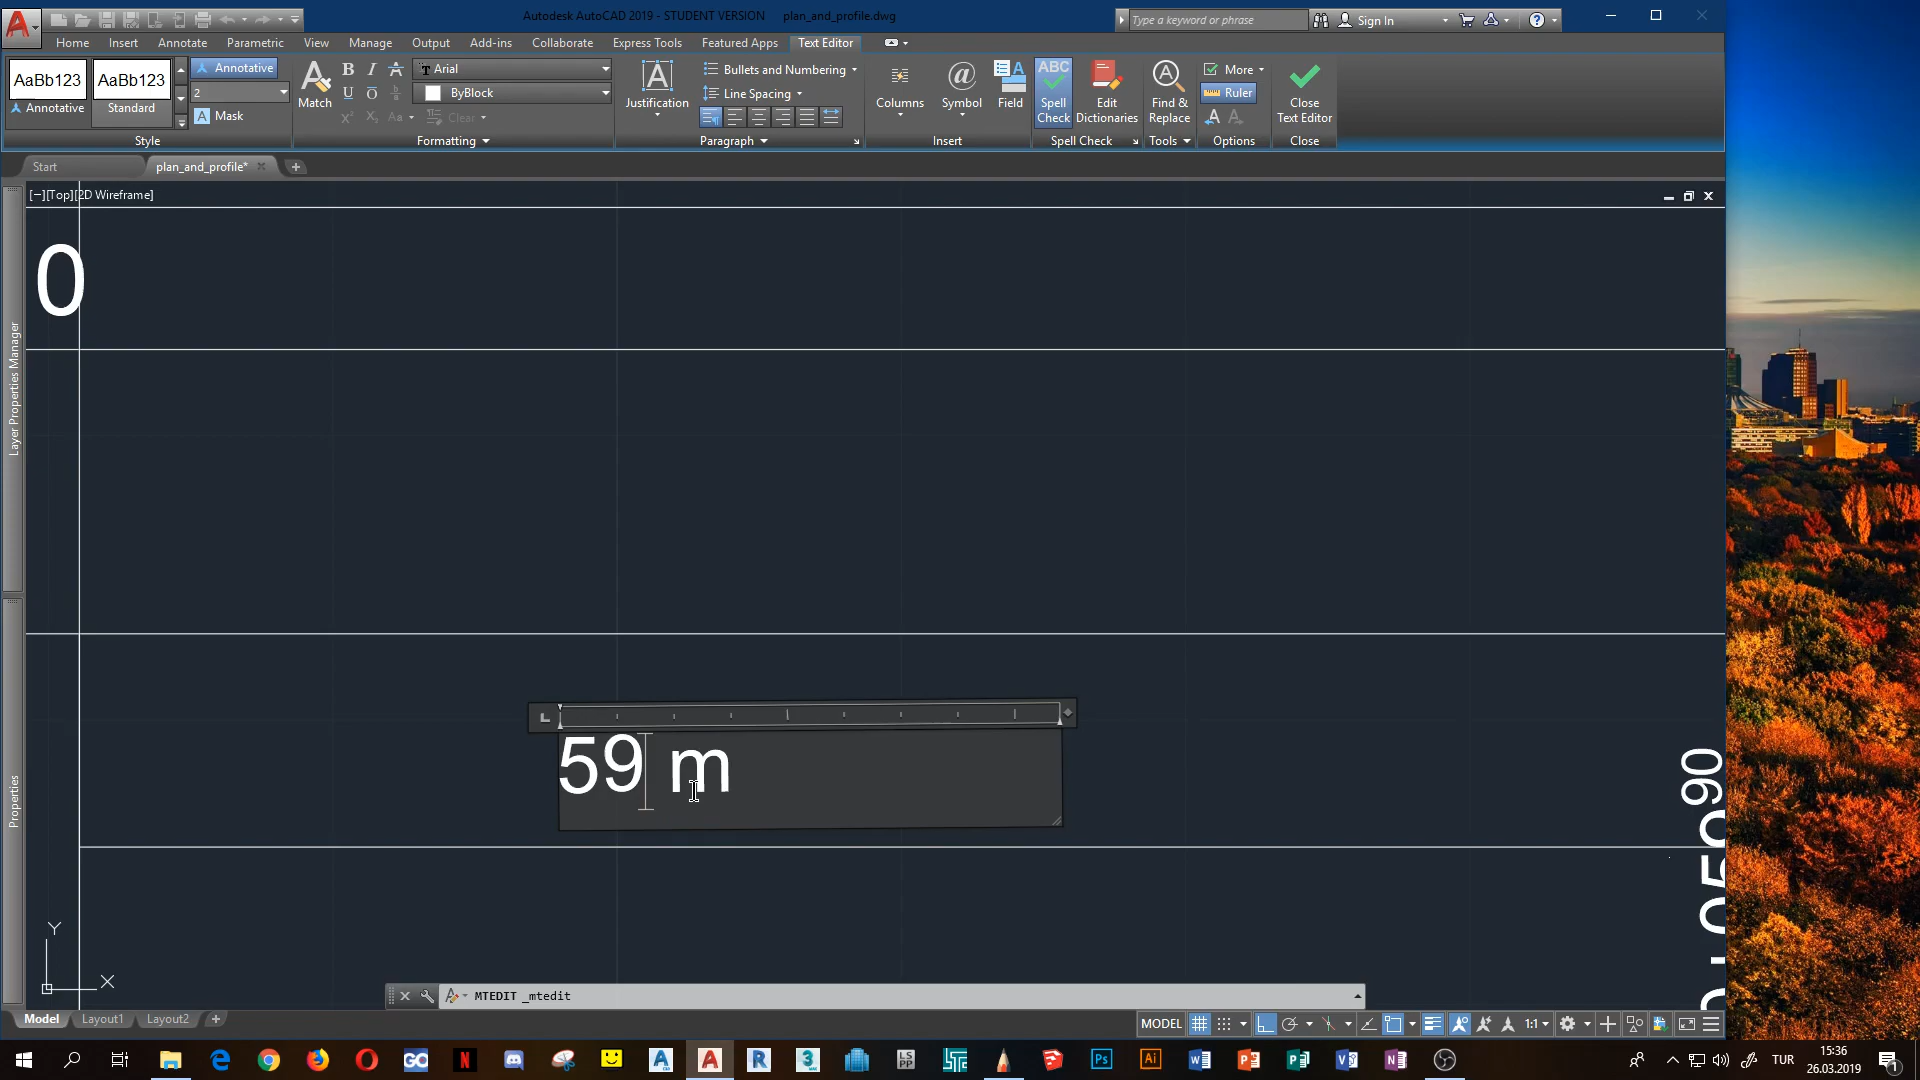 Autodesk AutoCAD 2019 - STUDENT VERSION plan_and_profile.dwg
Type a keyword or phrase
Sign In
Home Insert Annotate Parametric View Manage Output Add-ins Collaborate Express Tools Featured Apps Text Editor
AaBb123 AaBb123
Annotative Standard
Annotative
2
Mask
Style
Match
B I A
U O
Arial
ByBlock
Aa Clear
Formatting
Justification
Bullets and Numbering
Line Spacing
Paragraph
Columns
Symbol
Field
Insert
ABC
Spell Check
Edit Dictionaries
Spell Check
Find & Replace
Tools
More
Ruler
Options
Close Text Editor
Close
Start plan_and_profile*
[−][Top][2D Wireframe]
Layer Properties Manager
Properties
0
59 m
Y
X
MTEDIT _mtedit
Model Layout1 Layout2
MODEL 1:1
TUR
15:36
26.03.2019
1